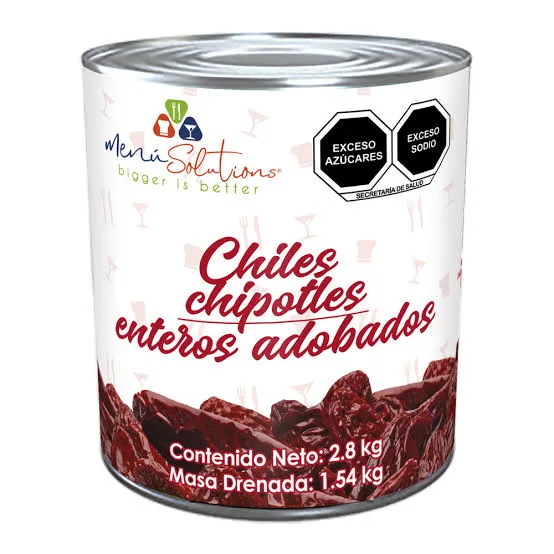 Menú Solutions®
bigger is better
EXCESO
AZÚCARES
EXCESO
SODIO
SECRETARÍA DE SALUD
Chiles
chipotles
enteros adobados
Contenido Neto: 2.8 kg
Masa Drenada: 1.54 kg